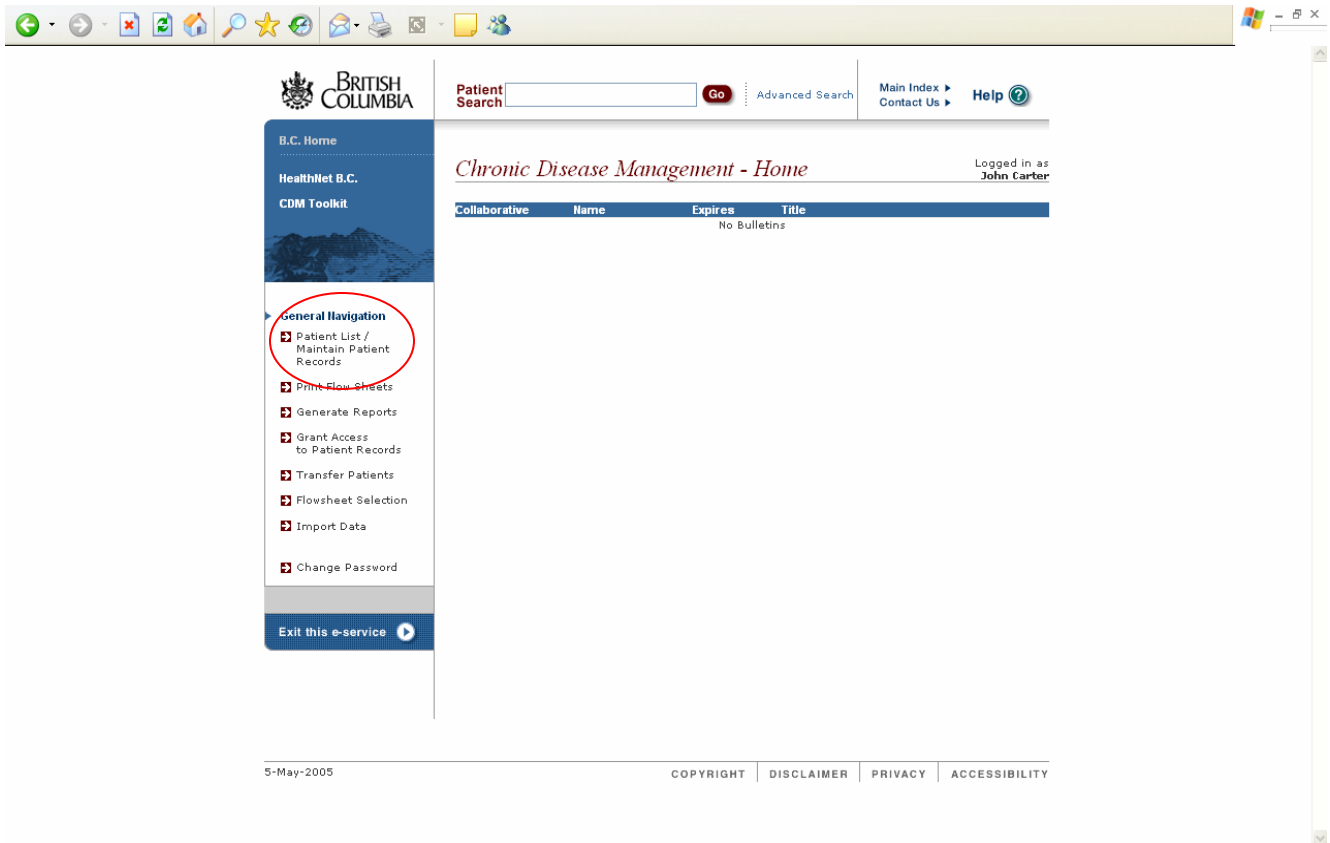 BRITISH
COLUMBIA
Patient
Search
Go
Advanced Search
Main Index
Contact Us
Help ?
B.C. Home
HealthNet B.C.
CDM Toolkit
Chronic Disease Management - Home
Logged in as
John Carter
Collaborative Name Expires Title
No Bulletins
General Navigation
Patient List /
Maintain Patient
Records
Print Flow Sheets
Generate Reports
Grant Access
to Patient Records
Transfer Patients
Flowsheet Selection
Import Data
Change Password
Exit this e-service
5-May-2005
COPYRIGHT DISCLAIMER PRIVACY ACCESSIBILITY